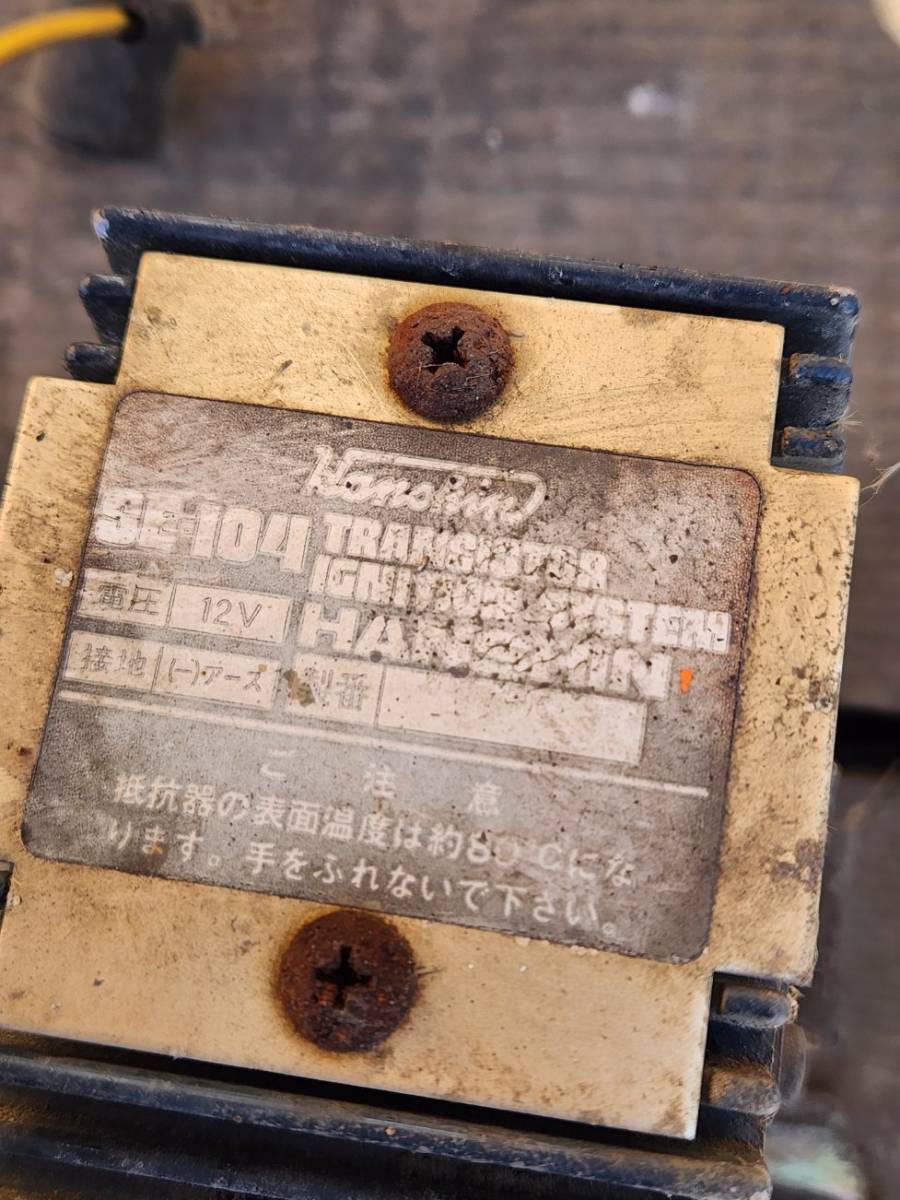 Hanshin
SE-104 TRANSISTOR
IGNITION SYSTEM
電圧 12V HANSHIN
接地 (−)アース 製番
ご注意
抵抗器の表面温度は約80℃にな
ります。手をふれないで下さい。